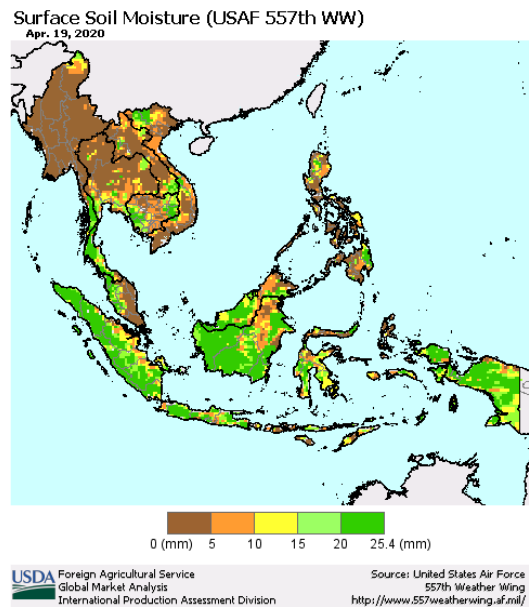 Surface Soil Moisture (USAF 557th WW)
Apr. 19, 2020
0 (mm) 5 10 15 20 25.4 (mm)
USDA Foreign Agricultural Service
Global Market Analysis
International Production Assessment Division
Source: United States Air Force
557th Weather Wing
http://www.557weatherwing.af.mil/